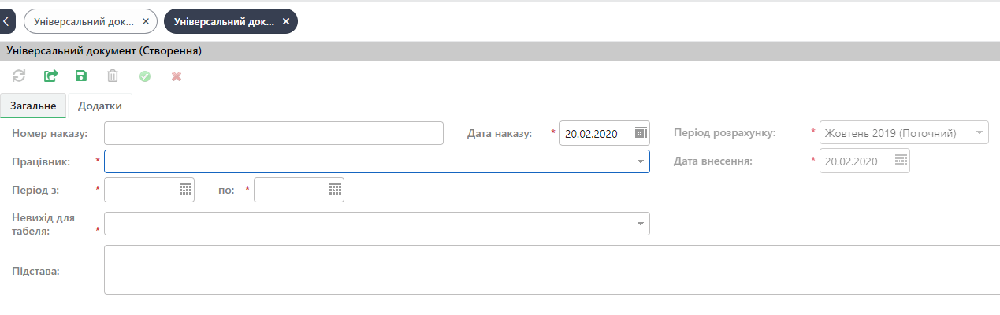 Універсальний док... × Універсальний док... ×
Універсальний документ (Створення)
Загальне Додатки
Номер наказу: Дата наказу: * 20.02.2020 Період розрахунку: * Жовтень 2019 (Поточний)
Працівник: * Дата внесення: * 20.02.2020
Період з: * по: *
Невихід для
табеля: *
Підстава: